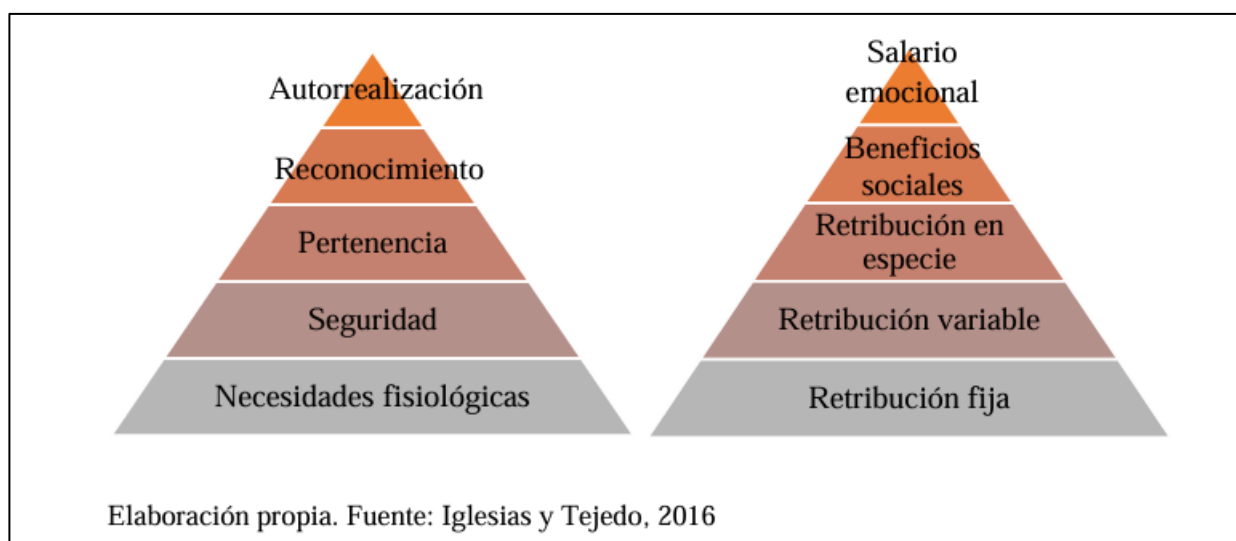 Autorrealización
Reconocimiento
Pertenencia
Seguridad
Necesidades fisiológicas
Salario
emocional
Beneficios
sociales
Retribución en
especie
Retribución variable
Retribución fija
Elaboración propia. Fuente: Iglesias y Tejedo, 2016